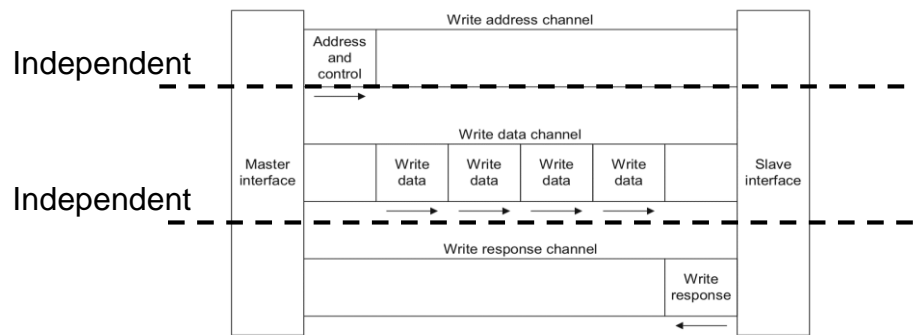 Write address channel
Independent
Address
and
control
Write data channel
Master
interface
Write
data
Write
data
Write
data
Write
data
Slave
interface
Independent
Write response channel
Write
response